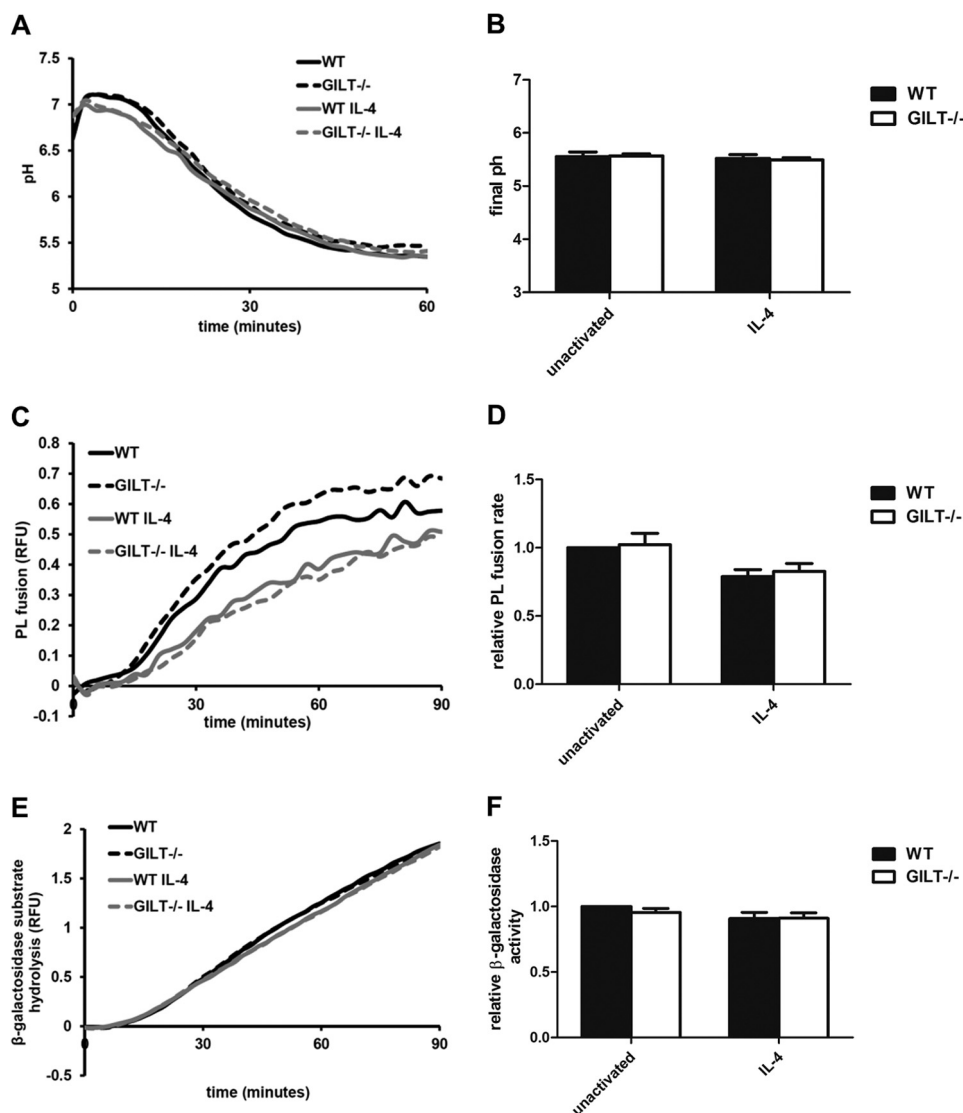 A
7.5
7
6.5
6
5.5
5
pH
0
30
60
time (minutes)
WT
GILT-/-
WT IL-4
GILT-/- IL-4
B
7
6
5
4
3
final ph
unactivated
IL-4
WT
GILT-/-
C
0.8
0.7
0.6
0.5
0.4
0.3
0.2
0.1
0
-0.1
PL fusion (RFU)
0
30
60
90
time (minutes)
WT
GILT-/-
WT IL-4
GILT-/- IL-4
D
1.5
1.0
0.5
0.0
relative PL fusion rate
unactivated
IL-4
WT
GILT-/-
E
2
1.5
1
0.5
0
-0.5
β-galactosidase substrate
hydrolysis (RFU)
0
30
60
90
time (minutes)
WT
GILT-/-
WT IL-4
GILT-/- IL-4
F
1.5
1.0
0.5
0.0
relative β-galactosidase
activity
unactivated
IL-4
WT
GILT-/-